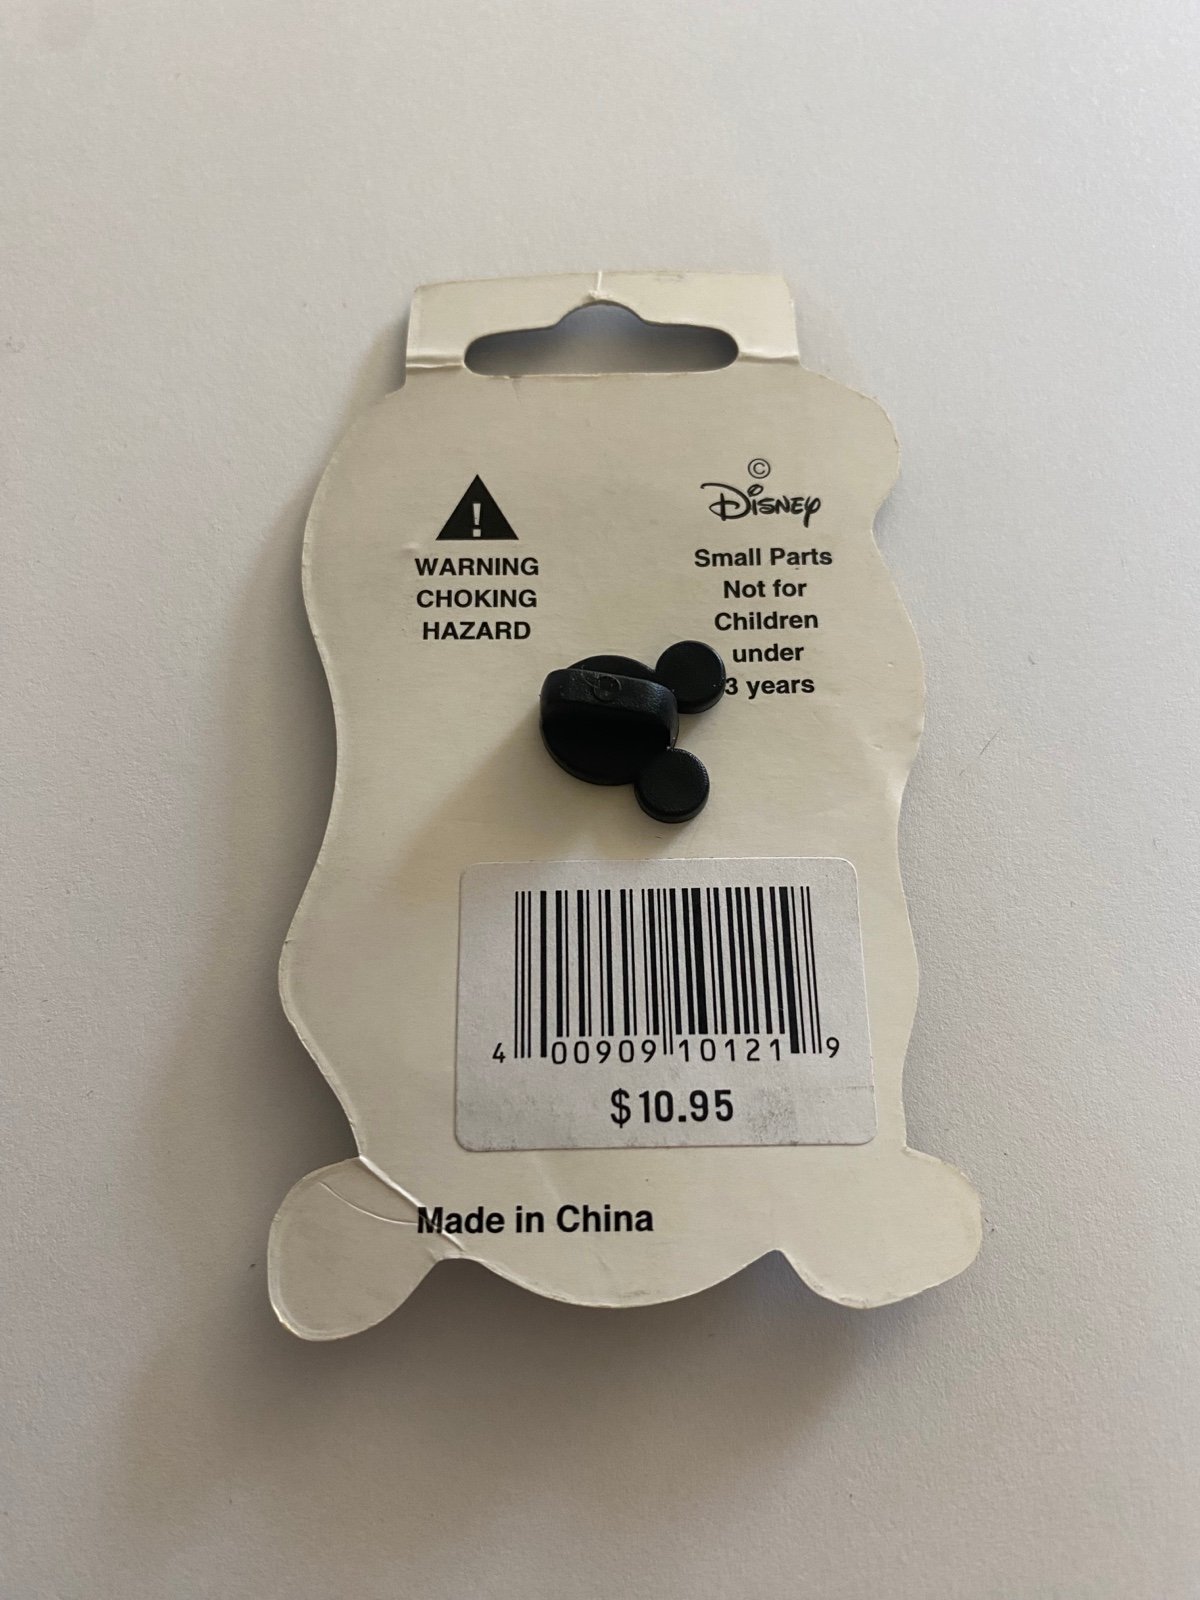 WARNING
CHOKING
HAZARD
©
Disney
Small Parts
Not for
Children
under
3 years
4 00909 10121 9
$10.95
Made in China